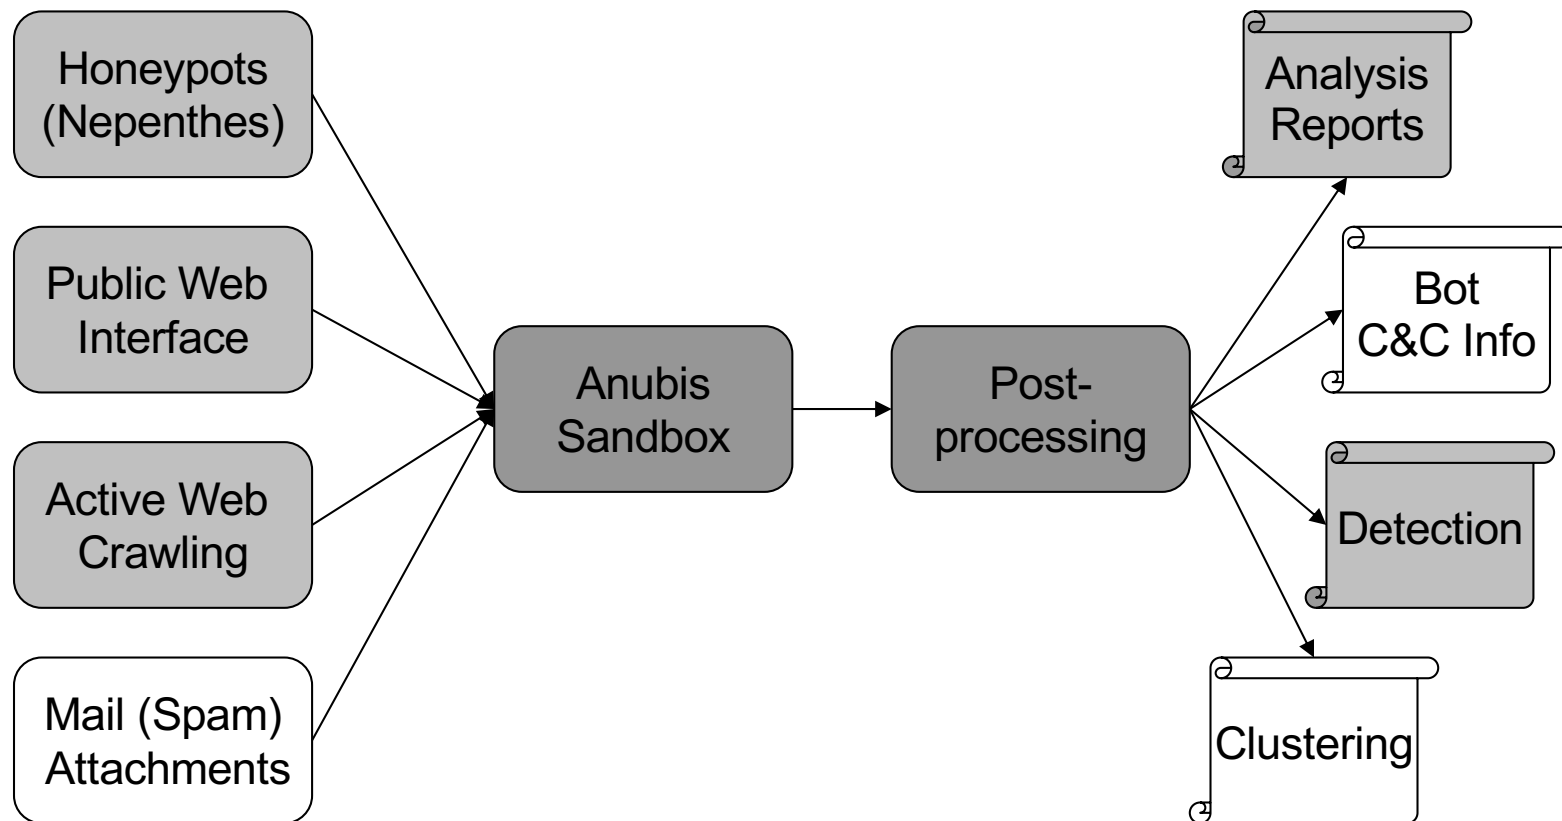 Honeypots
(Nepenthes)
Public Web
Interface
Active Web
Crawling
Mail (Spam)
Attachments
Anubis
Sandbox
Post-
processing
Analysis
Reports
Bot
C&C Info
Detection
Clustering